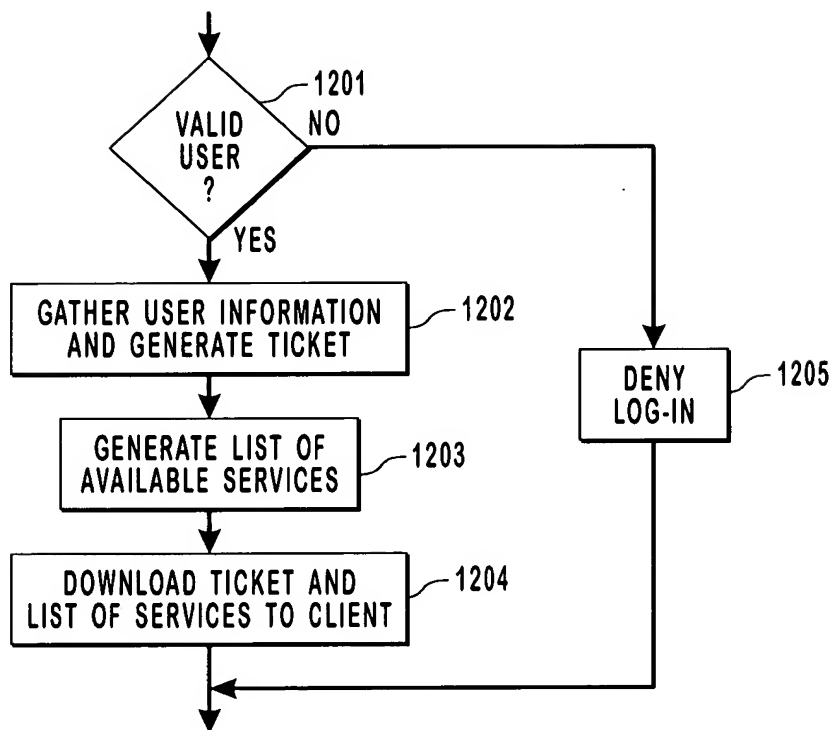 1201
VALID
USER
?
NO
YES
GATHER USER INFORMATION
AND GENERATE TICKET
1202
GENERATE LIST OF
AVAILABLE SERVICES
1203
DENY
LOG-IN
1205
DOWNLOAD TICKET AND
LIST OF SERVICES TO CLIENT
1204